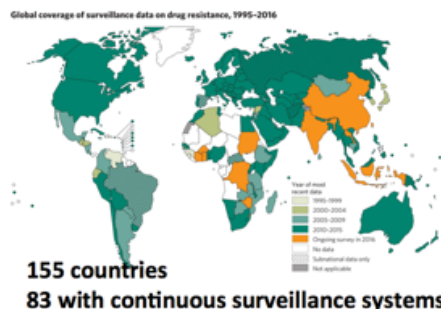 Global coverage of surveillance data on drug resistance, 1995–2016
Year of most
recent data
1995–1999
2000–2004
2005–2009
2010–2015
Ongoing survey in 2016
No data
Subnational data only
Not applicable
155 countries
83 with continuous surveillance systems